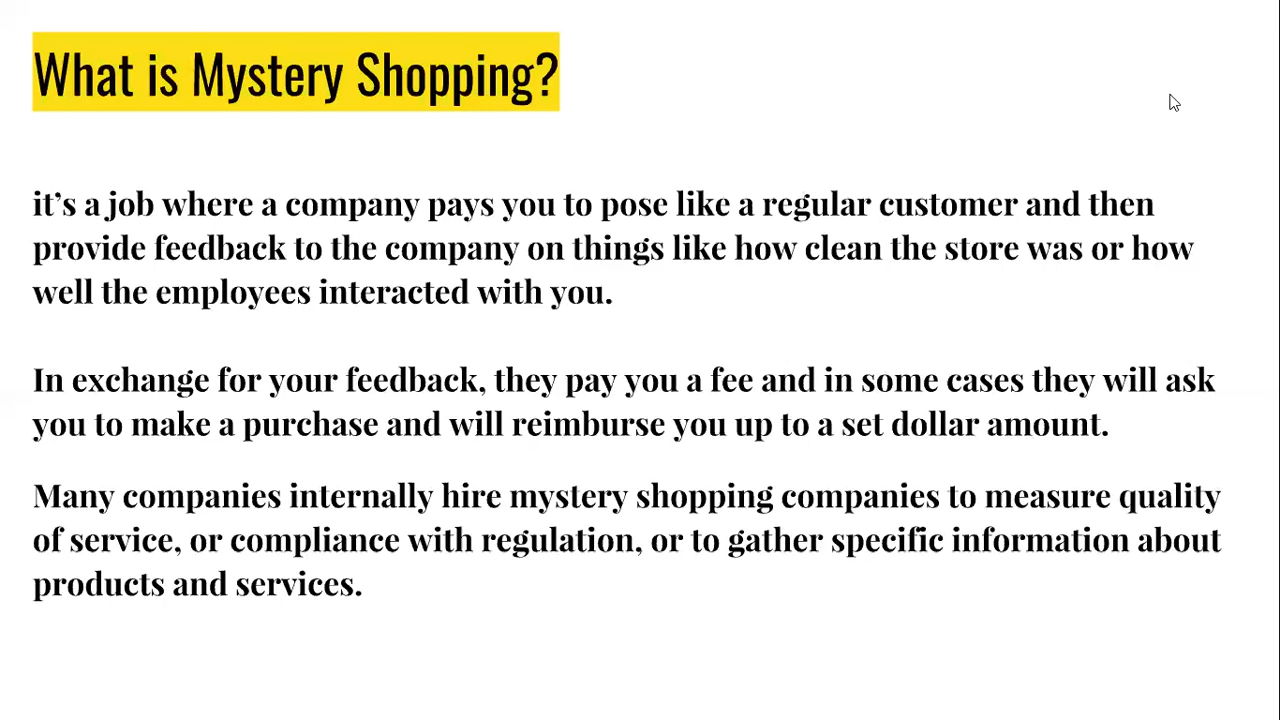 What is Mystery Shopping?
it’s a job where a company pays you to pose like a regular customer and then
provide feedback to the company on things like how clean the store was or how
well the employees interacted with you.
In exchange for your feedback, they pay you a fee and in some cases they will ask
you to make a purchase and will reimburse you up to a set dollar amount.
Many companies internally hire mystery shopping companies to measure quality
of service, or compliance with regulation, or to gather specific information about
products and services.